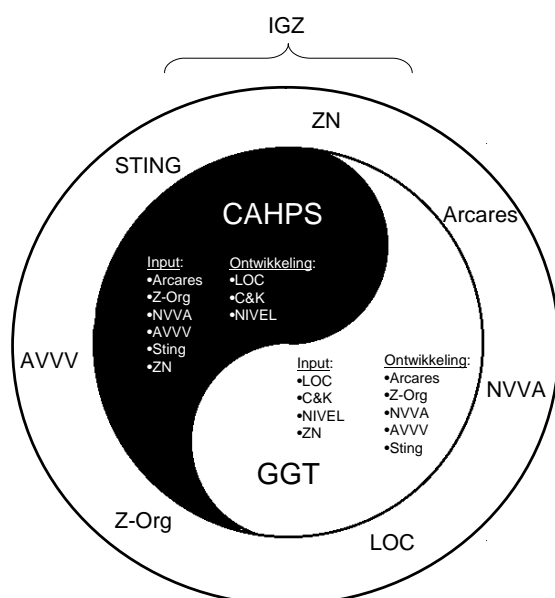 IGZ
ZN
STING
Arcares
CAHPS
Input:
•Arcares
•Z-Org
•NVVA
•AVVV
•Sting
•ZN
Ontwikkeling:
•LOC
•C&K
•NIVEL
AVVV
NVVA
Input:
•LOC
•C&K
•NIVEL
•ZN
Ontwikkeling:
•Arcares
•Z-Org
•NVVA
•AVVV
•Sting
GGT
Z-Org
LOC